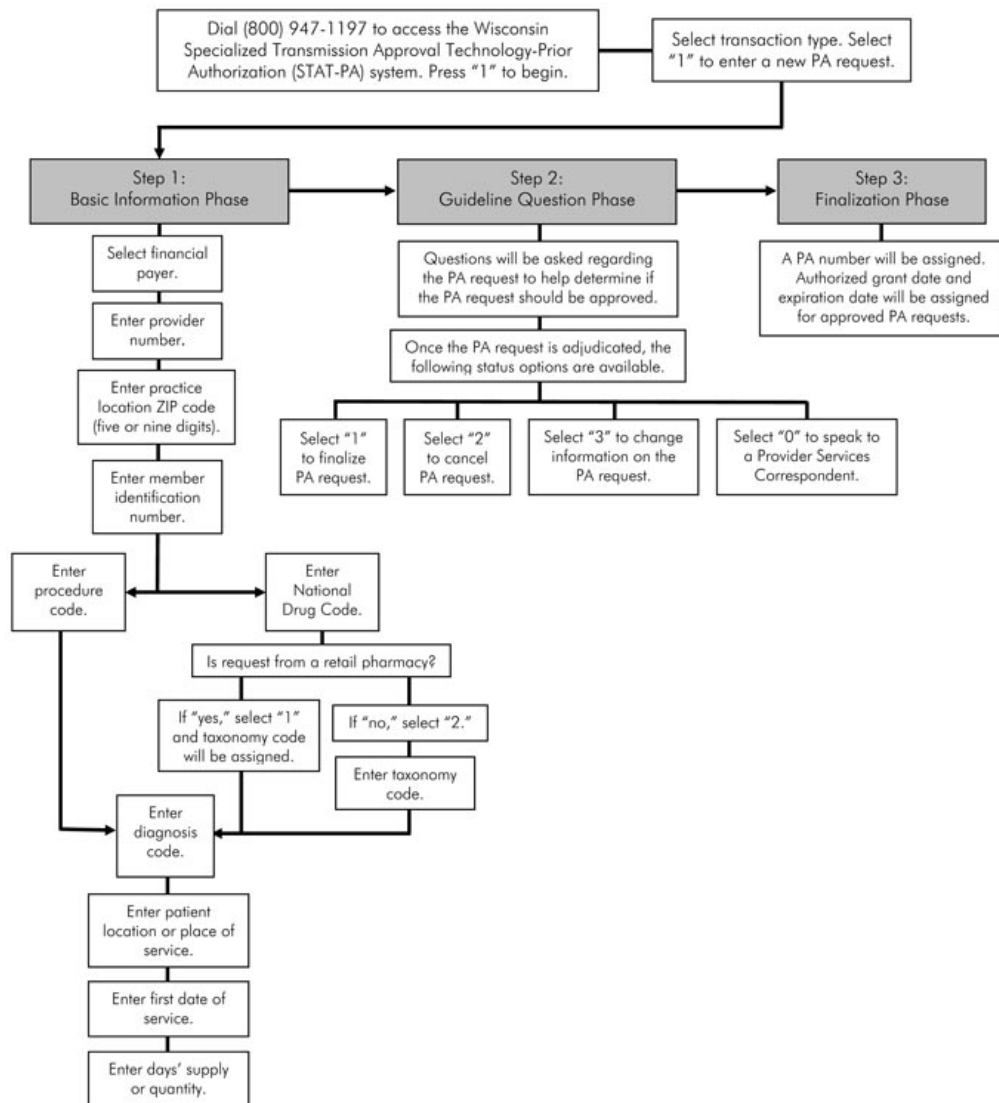 Dial (800) 947-1197 to access the Wisconsin
Specialized Transmission Approval Technology-Prior
Authorization (STAT-PA) system. Press “1” to begin.
Select transaction type. Select
“1” to enter a new PA request.
Step 1:
Basic Information Phase
Step 2:
Guideline Question Phase
Step 3:
Finalization Phase
Select financial
payer.
Enter provider
number.
Enter practice
location ZIP code
(five or nine digits).
Enter member
identification
number.
Questions will be asked regarding
the PA request to help determine if
the PA request should be approved.
Once the PA request is adjudicated, the
following status options are available.
Select “1”
to finalize
PA request.
Select “2”
to cancel
PA request.
Select “3” to change
information on the
PA request.
Select “0” to speak to
a Provider Services
Correspondent.
A PA number will be assigned.
Authorized grant date and
expiration date will be assigned
for approved PA requests.
Enter
procedure
code.
Enter
National
Drug Code.
Is request from a retail pharmacy?
If “yes,” select “1”
and taxonomy code
will be assigned.
If “no,” select “2.”
Enter taxonomy
code.
Enter
diagnosis
code.
Enter patient
location or place of
service.
Enter first date of
service.
Enter days’ supply
or quantity.